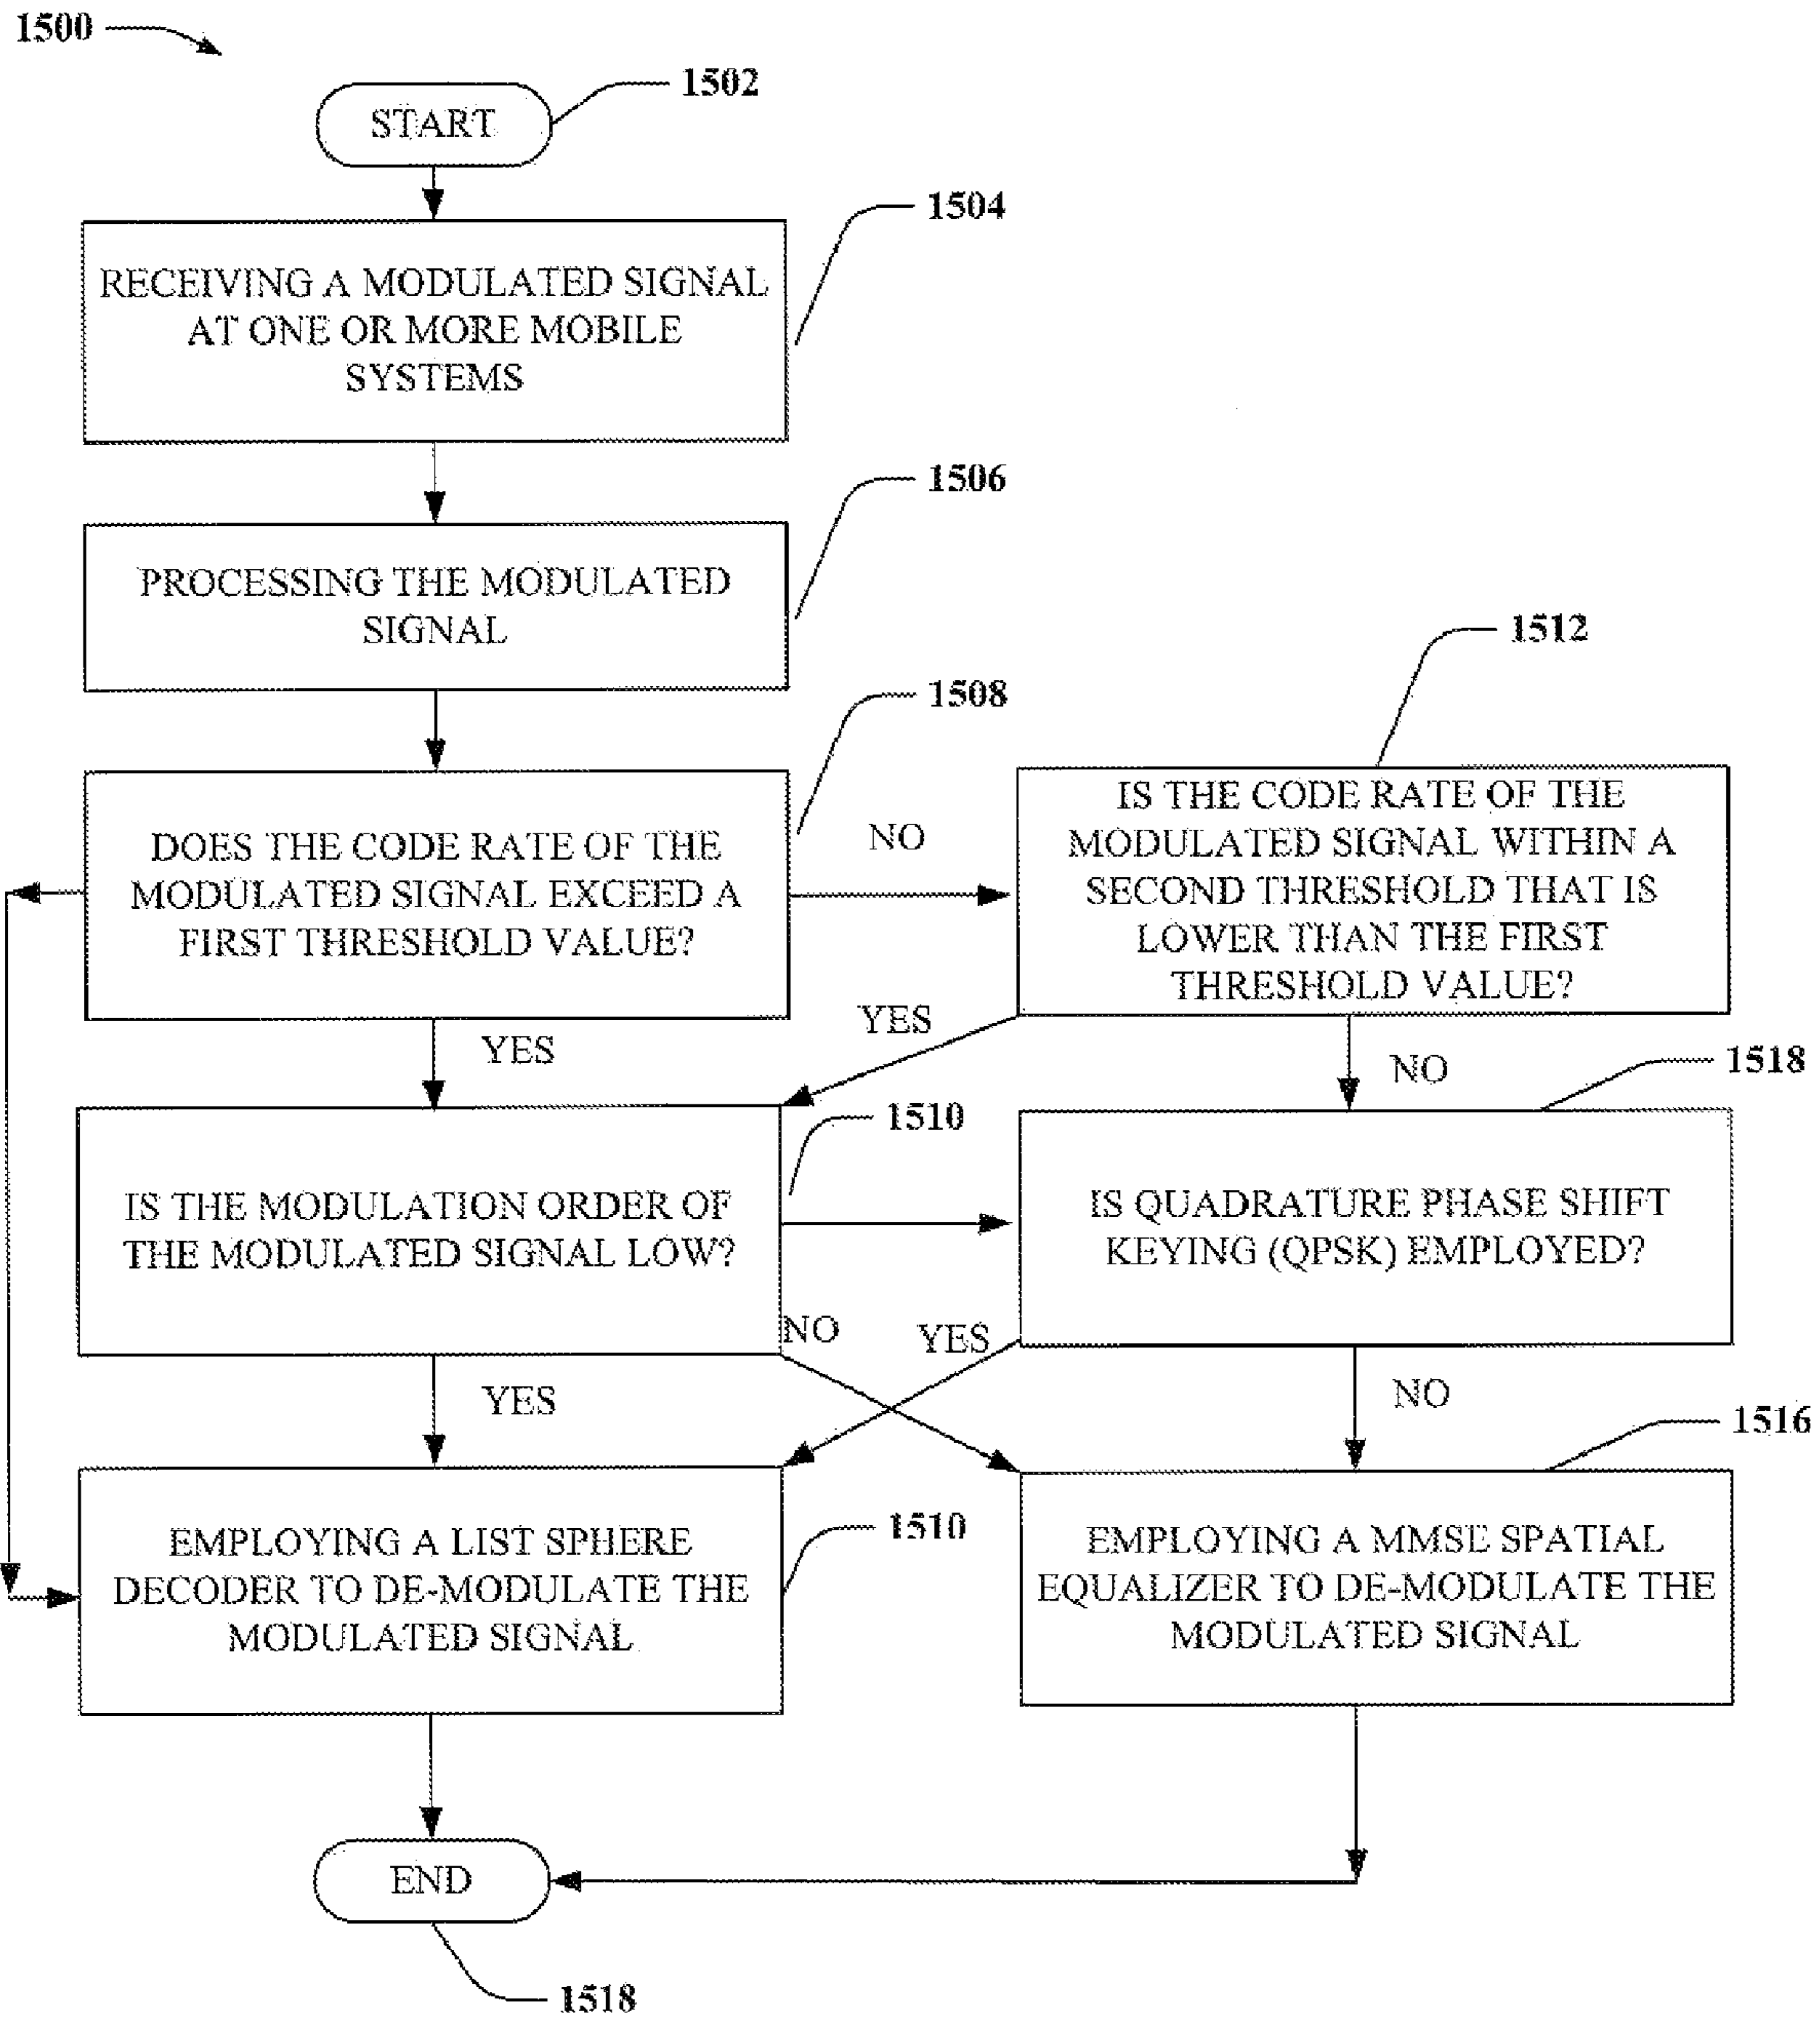 1500
1502
START
1504
RECEIVING A MODULATED SIGNAL
AT ONE OR MORE MOBILE
SYSTEMS
1506
PROCESSING THE MODULATED
SIGNAL
1508
DOES THE CODE RATE OF THE
MODULATED SIGNAL EXCEED A
FIRST THRESHOLD VALUE?
NO
1512
IS THE CODE RATE OF THE
MODULATED SIGNAL WITHIN A
SECOND THRESHOLD THAT IS
LOWER THAN THE FIRST
THRESHOLD VALUE?
YES
YES
NO
1518
1510
IS THE MODULATION ORDER OF
THE MODULATED SIGNAL LOW?
IS QUADRATURE PHASE SHIFT
KEYING (QPSK) EMPLOYED?
NO
YES
YES
NO
1516
1510
EMPLOYING A LIST SPHERE
DECODER TO DE-MODULATE THE
MODULATED SIGNAL
EMPLOYING A MMSE SPATIAL
EQUALIZER TO DE-MODULATE THE
MODULATED SIGNAL
END
1518